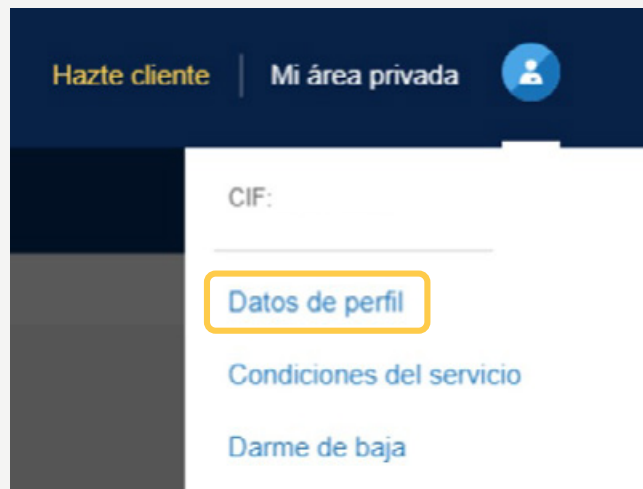 Hazte cliente Mi área privada
CIF:
Datos de perfil
Condiciones del servicio
Darme de baja